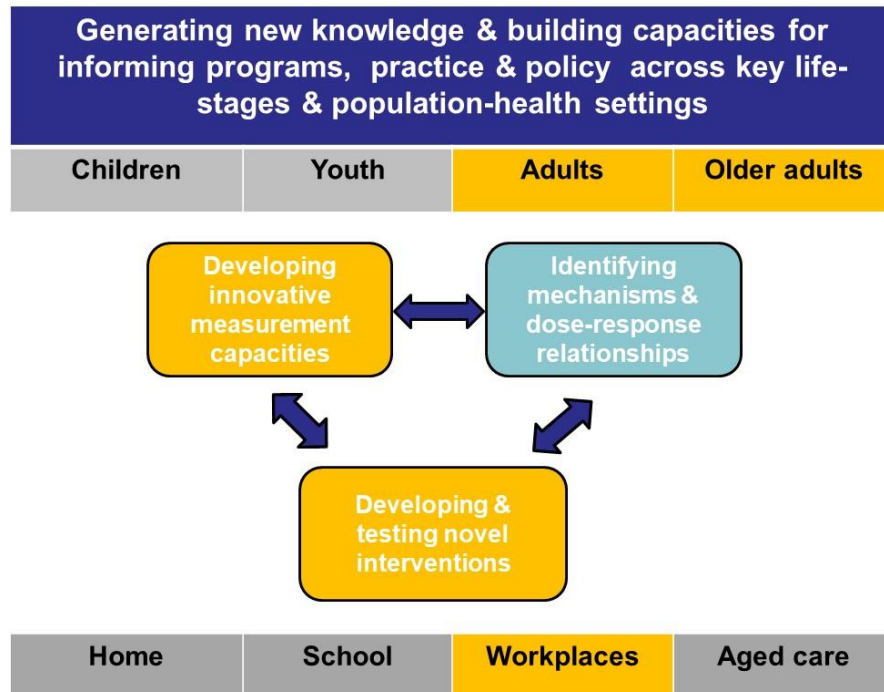 Generating new knowledge & building capacities for
informing programs, practice & policy across key life-
stages & population-health settings
Children Youth Adults Older adults
Developing
innovative
measurement
capacities
Identifying
mechanisms &
dose-response
relationships
Developing &
testing novel
interventions
Home School Workplaces Aged care